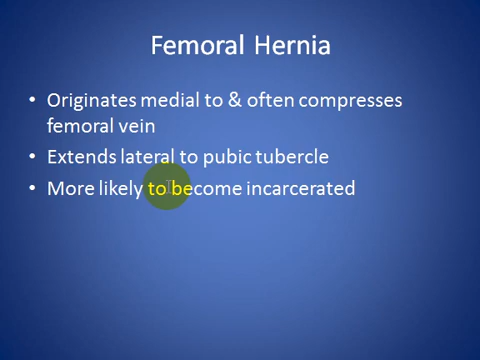 Femoral Hernia
• Originates medial to & often compresses
femoral vein
• Extends lateral to pubic tubercle
• More likely to become incarcerated